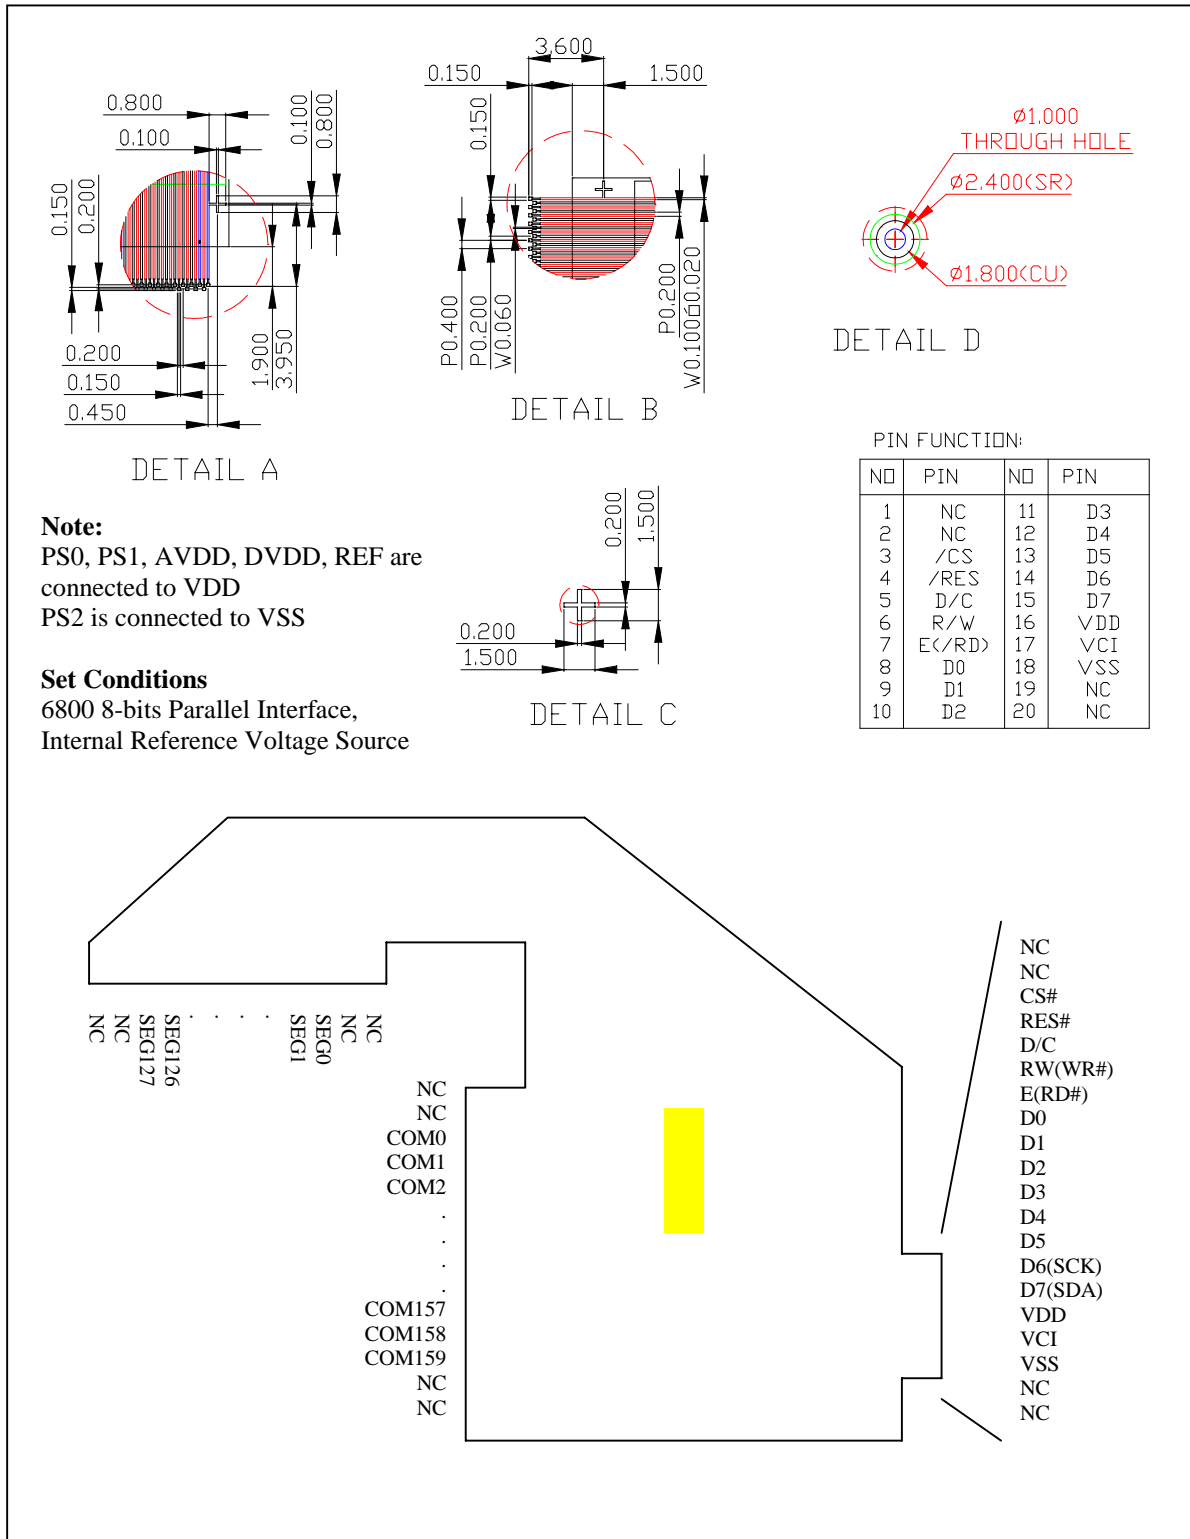 3.600
0.150
1.500
0.800
0.100
0.100
0.800
0.150
0.150
0.200
0.200
0.150
0.450
1.900
3.950
DETAIL A
P0.400
P0.200
W0.060
P0.200
W0.100±0.020
DETAIL B
ø1.000
THROUGH HOLE
ø2.400(SR)
ø1.800(CU)
DETAIL D
0.200
1.500
0.200
1.500
DETAIL C
PIN FUNCTION:
NO PIN NO PIN
1 NC 11 D3
2 NC 12 D4
3 /CS 13 D5
4 /RES 14 D6
5 D/C 15 D7
6 R/W 16 VDD
7 E(/RD) 17 VCI
8 D0 18 VSS
9 D1 19 NC
10 D2 20 NC
Note:
PS0, PS1, AVDD, DVDD, REF are
connected to VDD
PS2 is connected to VSS
Set Conditions
6800 8-bits Parallel Interface,
Internal Reference Voltage Source
NC
NC
SEG127
SEG126
.
.
.
.
SEG1
SEG0
NC
NC
NC
NC
COM0
COM1
COM2
.
.
.
.
COM157
COM158
COM159
NC
NC
NC
NC
CS#
RES#
D/C
RW(WR#)
E(RD#)
D0
D1
D2
D3
D4
D5
D6(SCK)
D7(SDA)
VDD
VCI
VSS
NC
NC